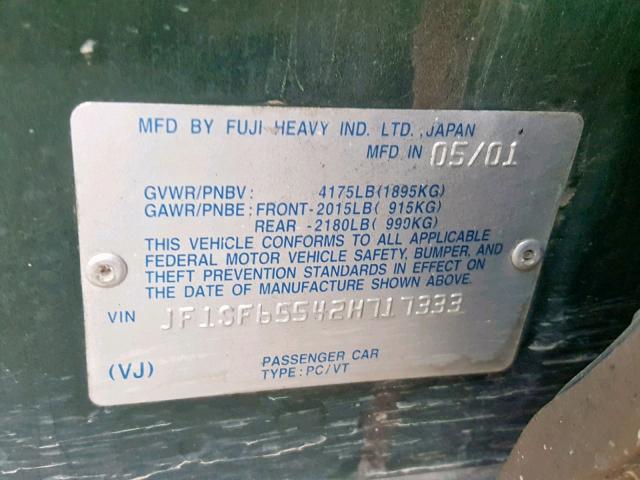 MFD BY FUJI HEAVY IND. LTD., JAPAN
MFD IN 05/01
GVWR/PNBV: 4175LB(1895KG)
GAWR/PNBE: FRONT-2015LB( 915KG)
REAR -2180LB( 990KG)
THIS VEHICLE CONFORMS TO ALL APPLICABLE
FEDERAL MOTOR VEHICLE SAFETY, BUMPER, AND
THEFT PREVENTION STANDARDS IN EFFECT ON
THE DATE OF MANUFACTURE SHOWN ABOVE.
VIN JF1SF65542H717333
(VJ) PASSENGER CAR
TYPE: PC/VT